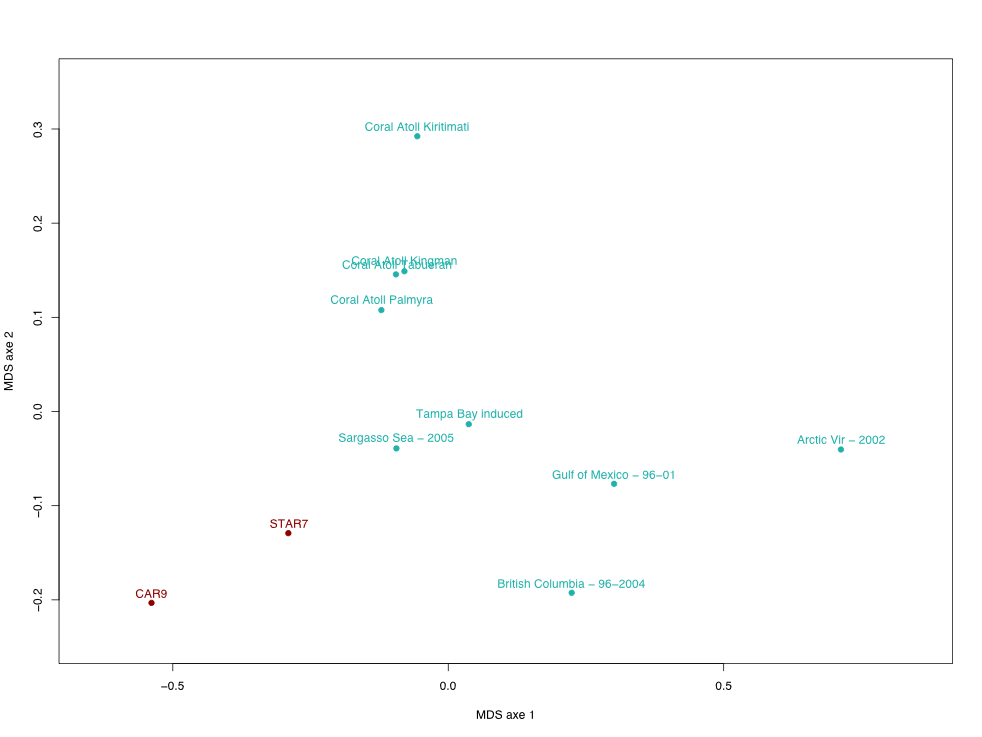 Coral Atoll Kiritimati
Coral Atoll Kingman
Coral Atoll Tabueran
Coral Atoll Palmyra
Tampa Bay induced
Sargasso Sea – 2005
Arctic Vir – 2002
Gulf of Mexico – 96–01
STAR7
British Columbia – 96–2004
CAR9
0.3
0.2
0.1
0.0
−0.1
−0.2
MDS axe 2
−0.5
0.0
0.5
MDS axe 1